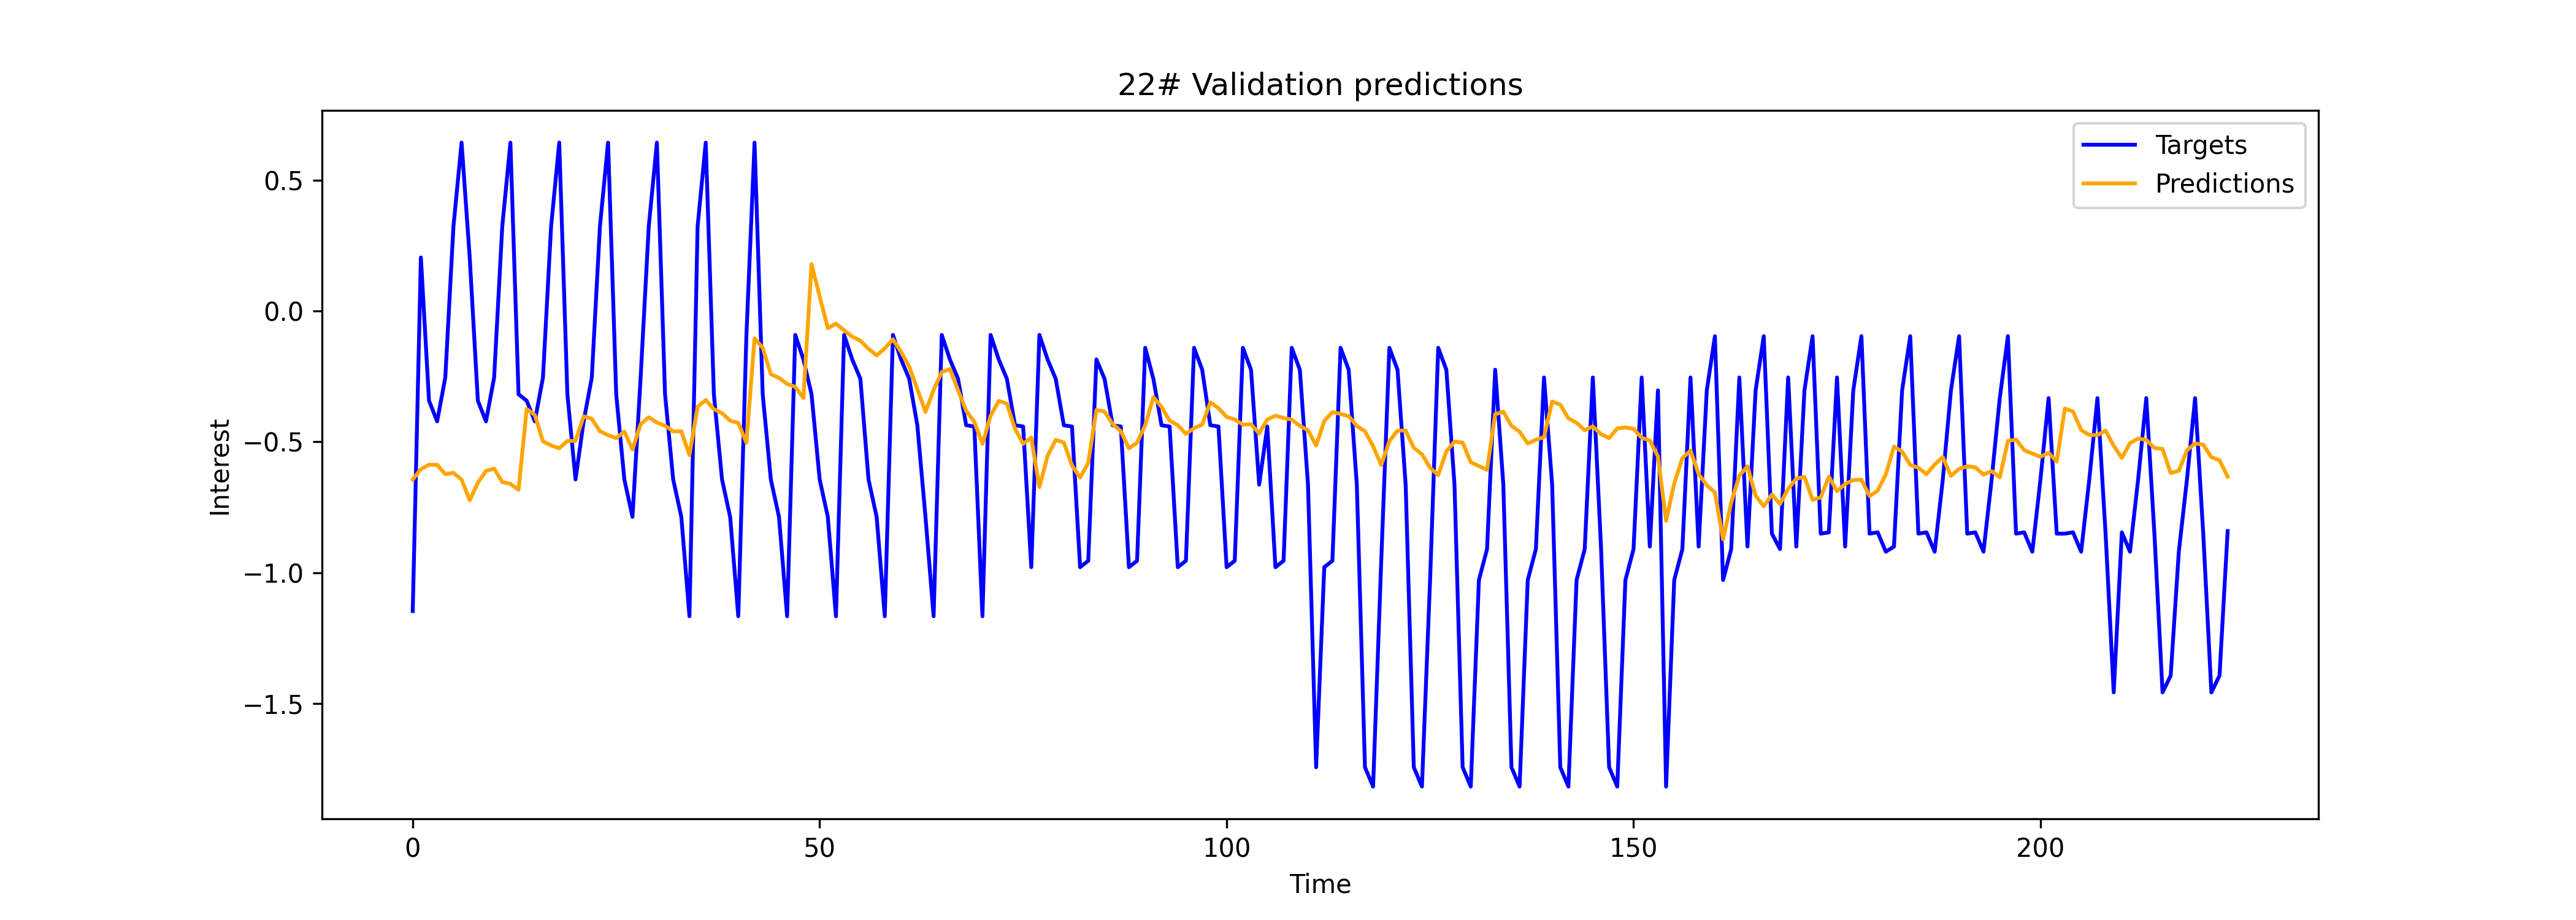 22# Validation predictions
Targets
Predictions
0.5
0.0
−0.5
−1.0
−1.5
Interest
0
50
100
150
200
Time